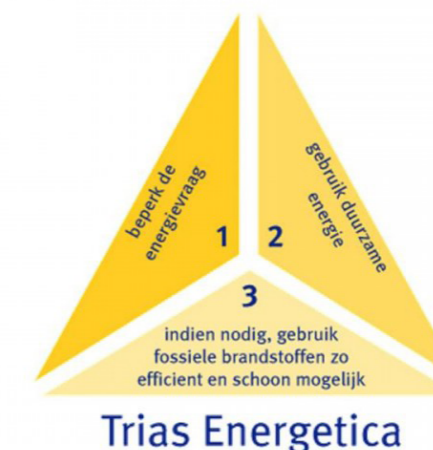 beperk de
energievraag
1
gebruik duurzame
energie
2
3
indien nodig, gebruik
fossiele brandstoffen zo
efficient en schoon mogelijk
Trias Energetica